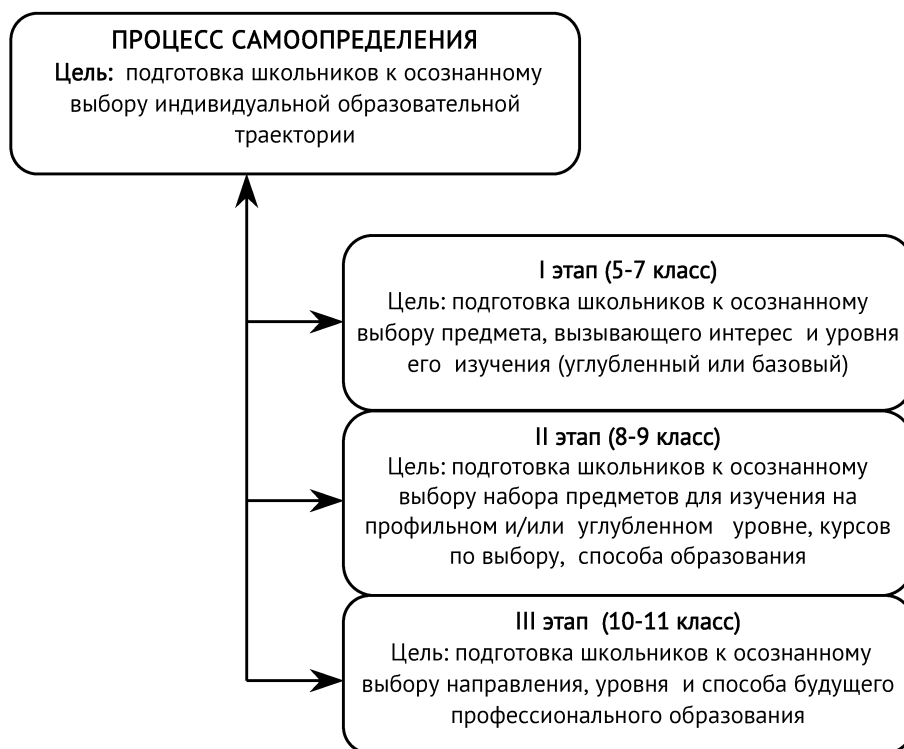 ПРОЦЕСС САМООПРЕДЕЛЕНИЯ
Цель: подготовка школьников к осознанному
выбору индивидуальной образовательной
траектории
I этап (5-7 класс)
Цель: подготовка школьников к осознанному
выбору предмета, вызывающего интерес и уровня
его изучения (углубленный или базовый)
II этап (8-9 класс)
Цель: подготовка школьников к осознанному
выбору набора предметов для изучения на
профильном и/или углубленном уровне, курсов
по выбору, способа образования
III этап (10-11 класс)
Цель: подготовка школьников к осознанному
выбору направления, уровня и способа будущего
профессионального образования